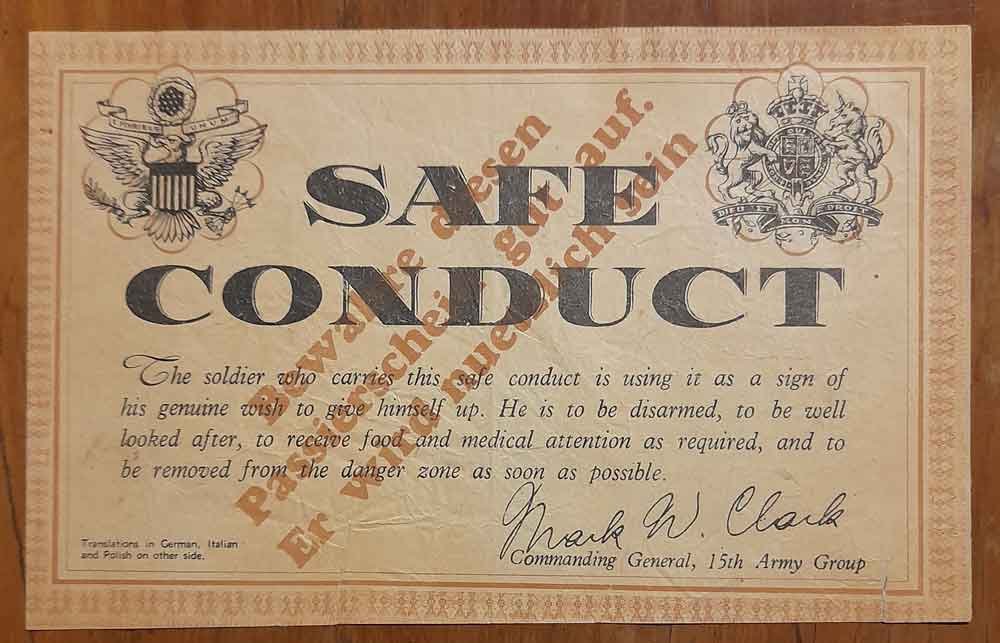 E PLURIBUS UNUM
DIEU ET MON DROIT
SAFE
CONDUCT
Bewahre diesen
Passierschein gut auf.
Er wird nuetzlich sein
The soldier who carries this safe conduct is using it as a sign of
his genuine wish to give himself up. He is to be disarmed, to be well
looked after, to receive food and medical attention as required, and to
be removed from the danger zone as soon as possible.
Mark W. Clark
Commanding General, 15th Army Group
Translations in German, Italian
and Polish on other side.